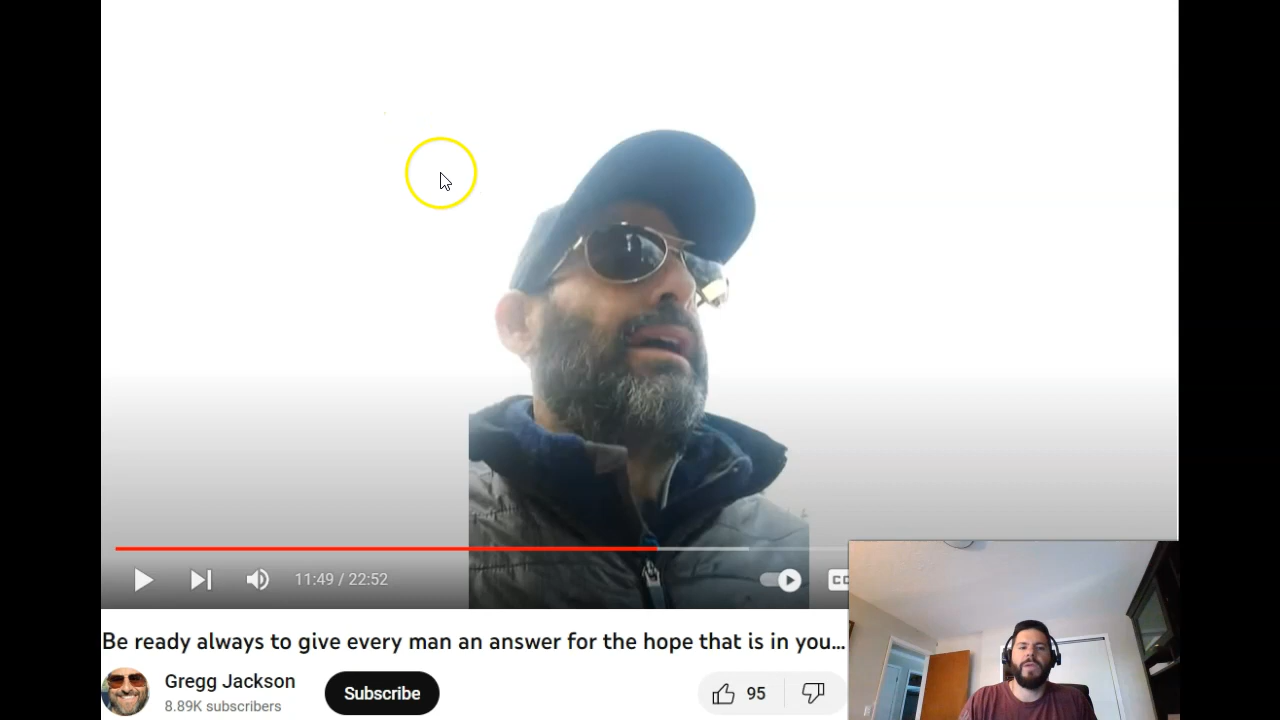 11:49 / 22:52
CC
Be ready always to give every man an answer for the hope that is in you...
Gregg Jackson
8.89K subscribers
Subscribe
95